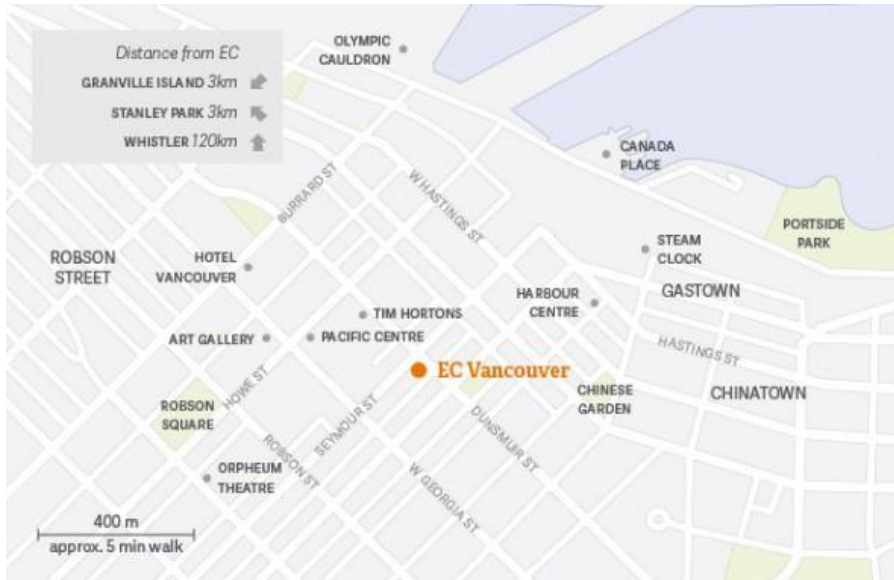 Distance from EC
GRANVILLE ISLAND 3km
STANLEY PARK 3km
WHISTLER 120km
OLYMPIC
CAULDRON
CANADA
PLACE
BURRARD ST
W HASTINGS ST
PORTSIDE
PARK
ROBSON
STREET
HOTEL
VANCOUVER
STEAM
CLOCK
GASTOWN
HARBOUR
CENTRE
TIM HORTONS
ART GALLERY
PACIFIC CENTRE
HASTINGS ST
EC Vancouver
CHINESE
GARDEN
CHINATOWN
HOWE ST
ROBSON
SQUARE
SEYMOUR ST
DUNSMUIR ST
ROBSON ST
ORPHEUM
THEATRE
W GEORGIA ST
400 m
approx. 5 min walk